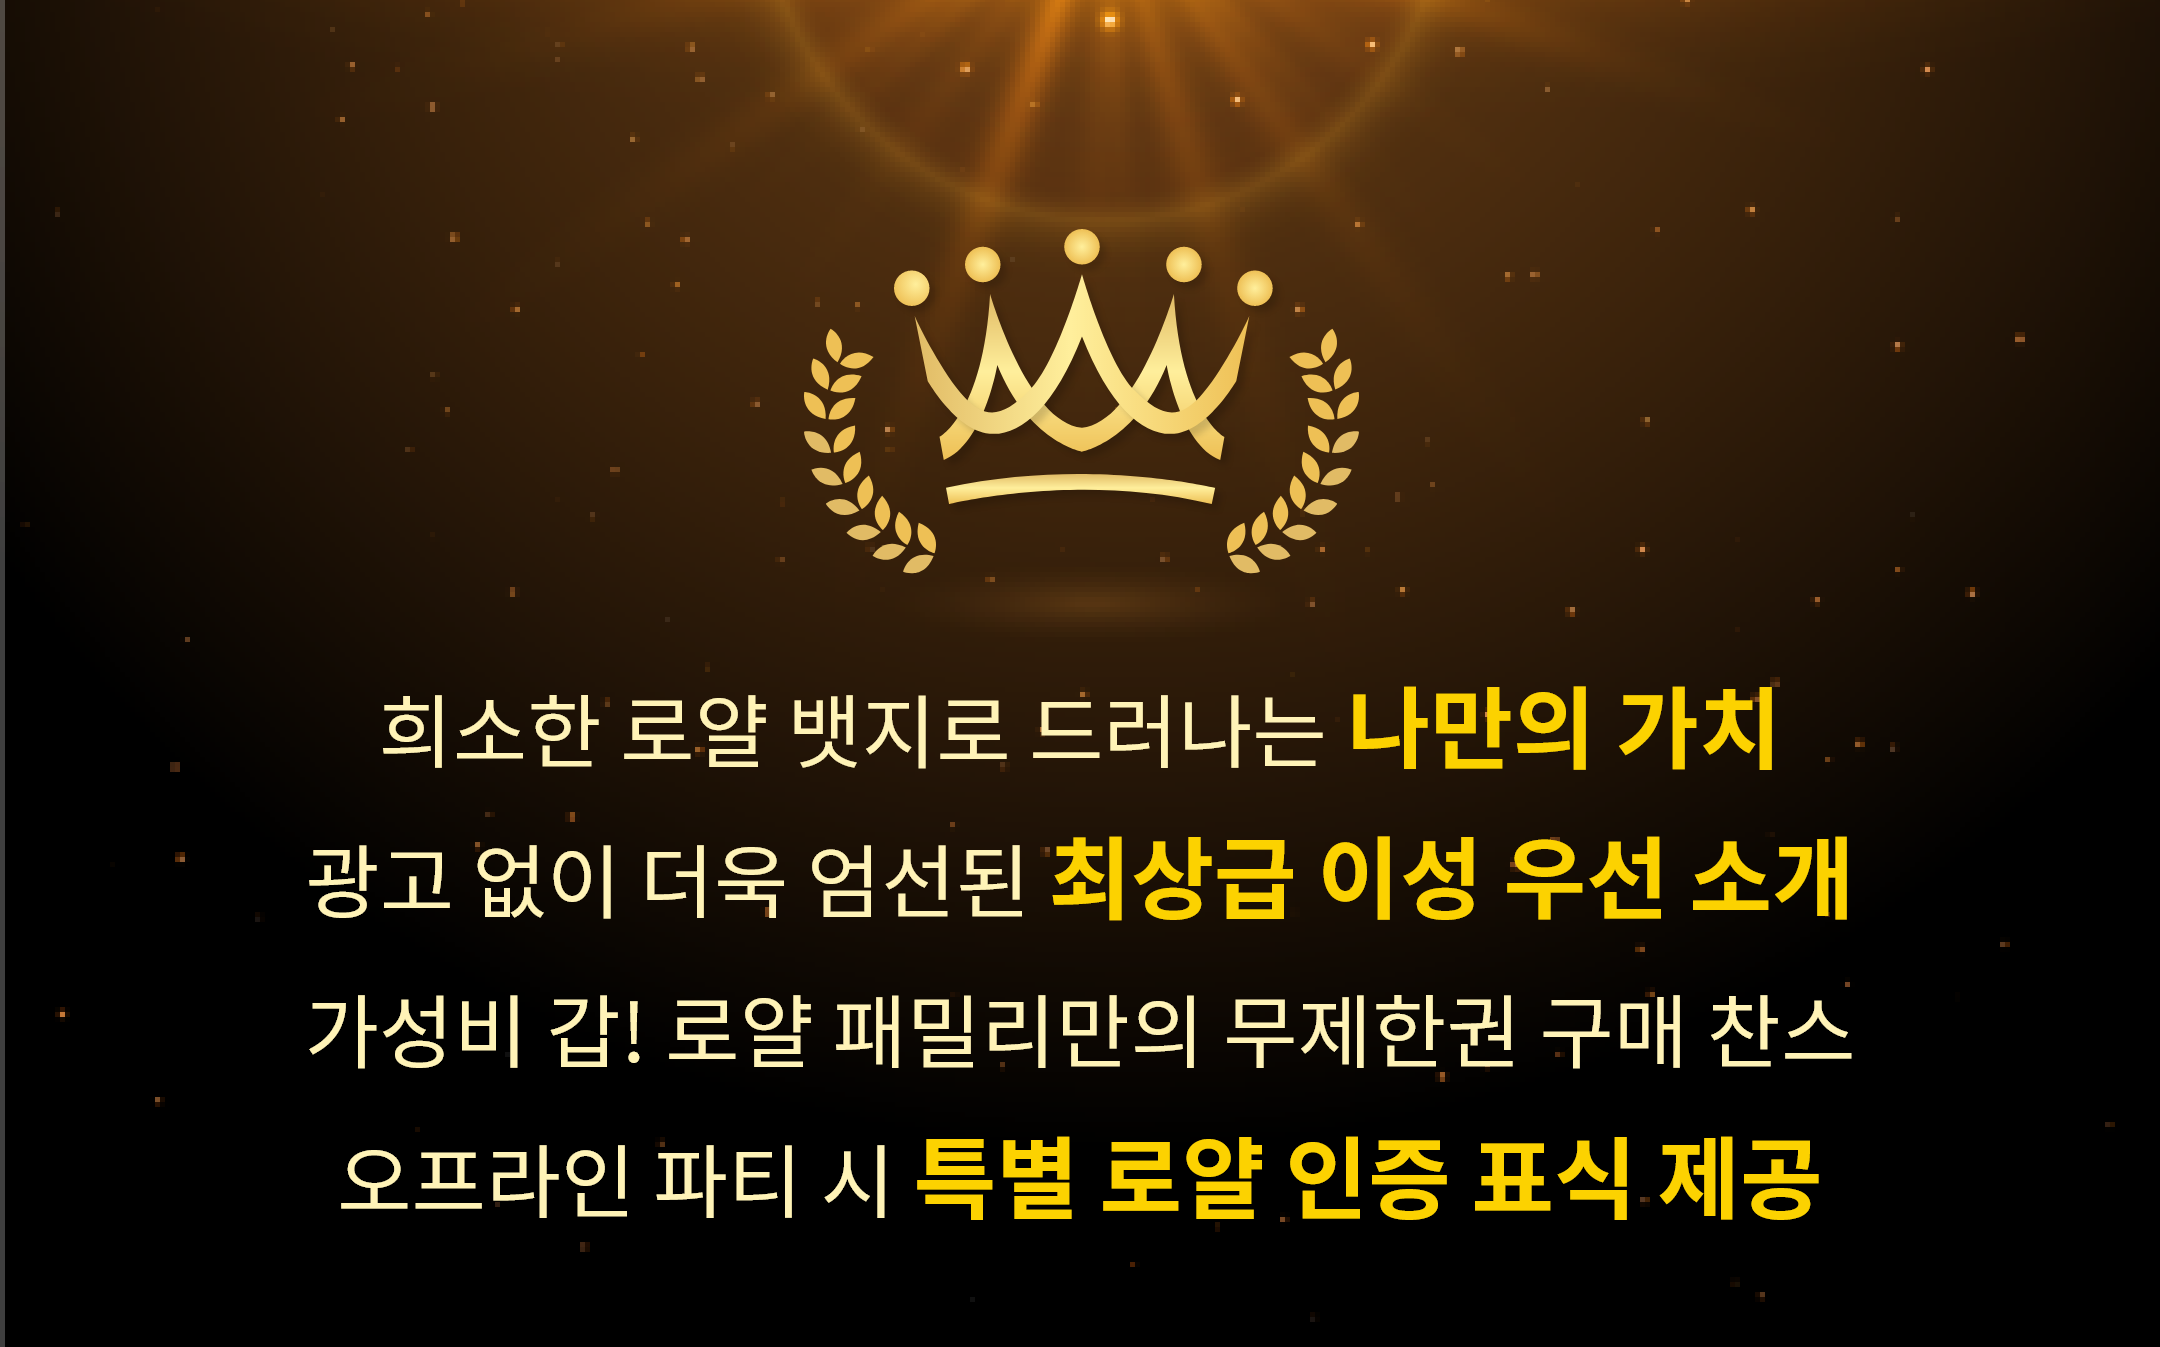 희소한 로얄 뱃지로 드러나는 나만의 가치
광고 없이 더욱 엄선된 최상급 이성 우선 소개
가성비 갑! 로얄 패밀리만의 무제한권 구매 찬스
오프라인 파티 시 특별 로얄 인증 표식 제공